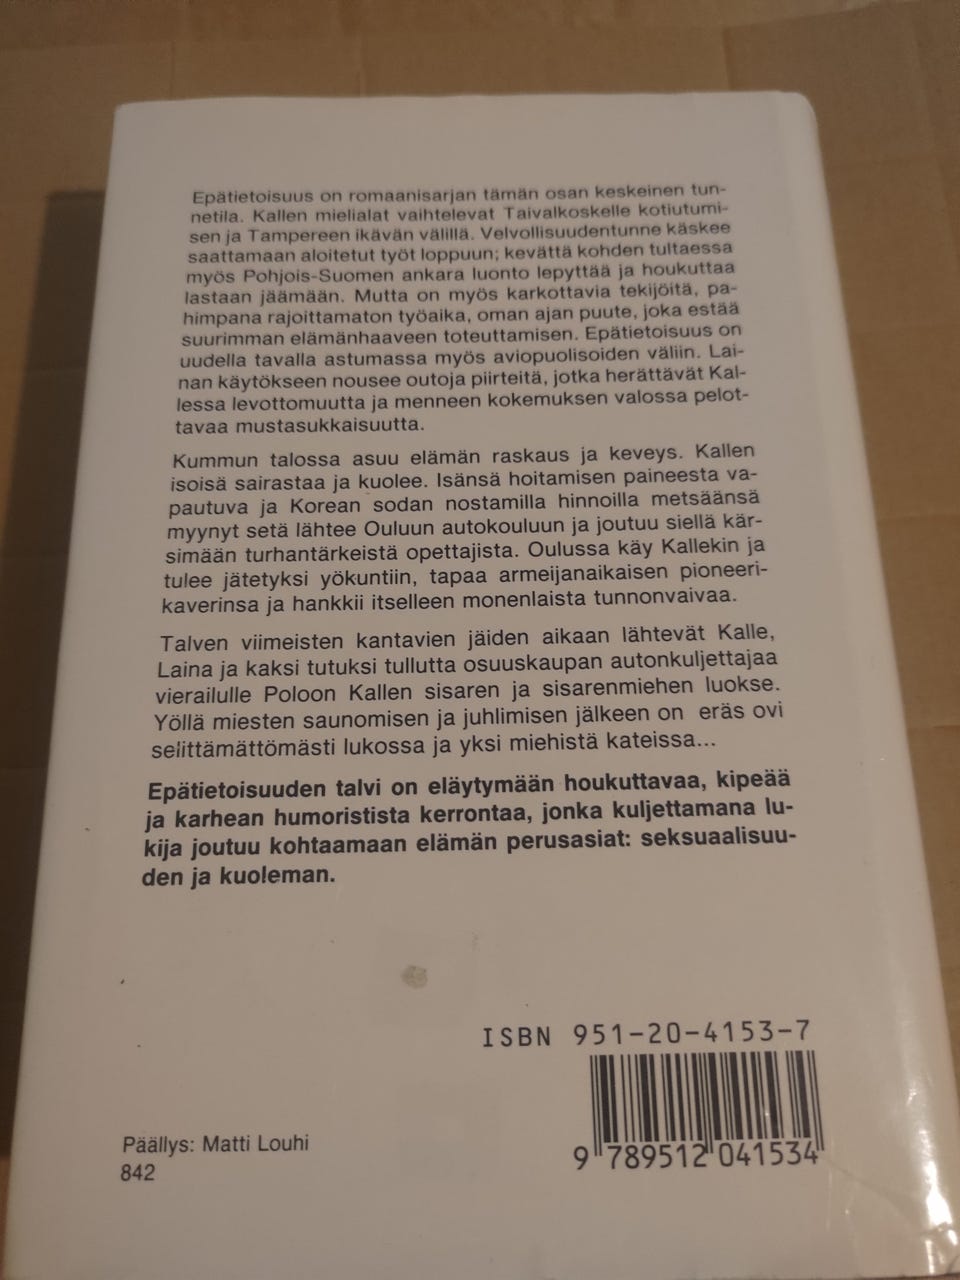 Epätietoisuus on romaanisarjan tämän osan keskeinen tun-
netila. Kallen mielialat vaihtelevat Taivalkoskelle kotiutumi-
sen ja Tampereen ikävän välillä. Velvollisuudentunne käskee
saattamaan aloitetut työt loppuun; kevättä kohden tultaessa
myös Pohjois-Suomen ankara luonto lepyttää ja houkuttaa
lastaan jäämään. Mutta on myös karkottavia tekijöitä, pa-
himpana rajoittamaton työaika, oman ajan puute, joka estää
suurimman elämänhaaveen toteuttamisen. Epätietoisuus on
uudella tavalla astumassa myös aviopuolisoiden väliin. Lai-
nan käytökseen nousee outoja piirteitä, jotka herättävät Kal-
lessa levottomuutta ja menneen kokemuksen valossa pelot-
tavaa mustasukkaisuutta.
Kummun talossa asuu elämän raskaus ja keveys. Kallen
isoisä sairastaa ja kuolee. Isänsä hoitamisen paineesta va-
pautuva ja Korean sodan nostamilla hinnoilla metsäänsä
myynyt setä lähtee Ouluun autokouluun ja joutuu siellä kär-
simään turhantärkeistä opettajista. Oulussa käy Kallekin ja
tulee jätetyksi yökuntiin, tapaa armeijanaikaisen pioneeri-
kaverinsa ja hankkii itselleen monenlaista tunnonvaivaa.
Talven viimeisten kantavien jäiden aikaan lähtevät Kalle,
Laina ja kaksi tutuksi tullutta osuuskaupan autonkuljettajaa
vierailulle Poloon Kallen sisaren ja sisarenmiehen luokse.
Yöllä miesten saunomisen ja juhlimisen jälkeen on eräs ovi
selittämättömästi lukossa ja yksi miehistä kateissa...
Epätietoisuuden talvi on eläytymään houkuttavaa, kipeää
ja karhean humoristista kerrontaa, jonka kuljettamana lu-
kija joutuu kohtaamaan elämän perusasiat: seksuaalisuu-
den ja kuoleman.
ISBN 951-20-4153-7
9 789512 041534
Päällys: Matti Louhi
842